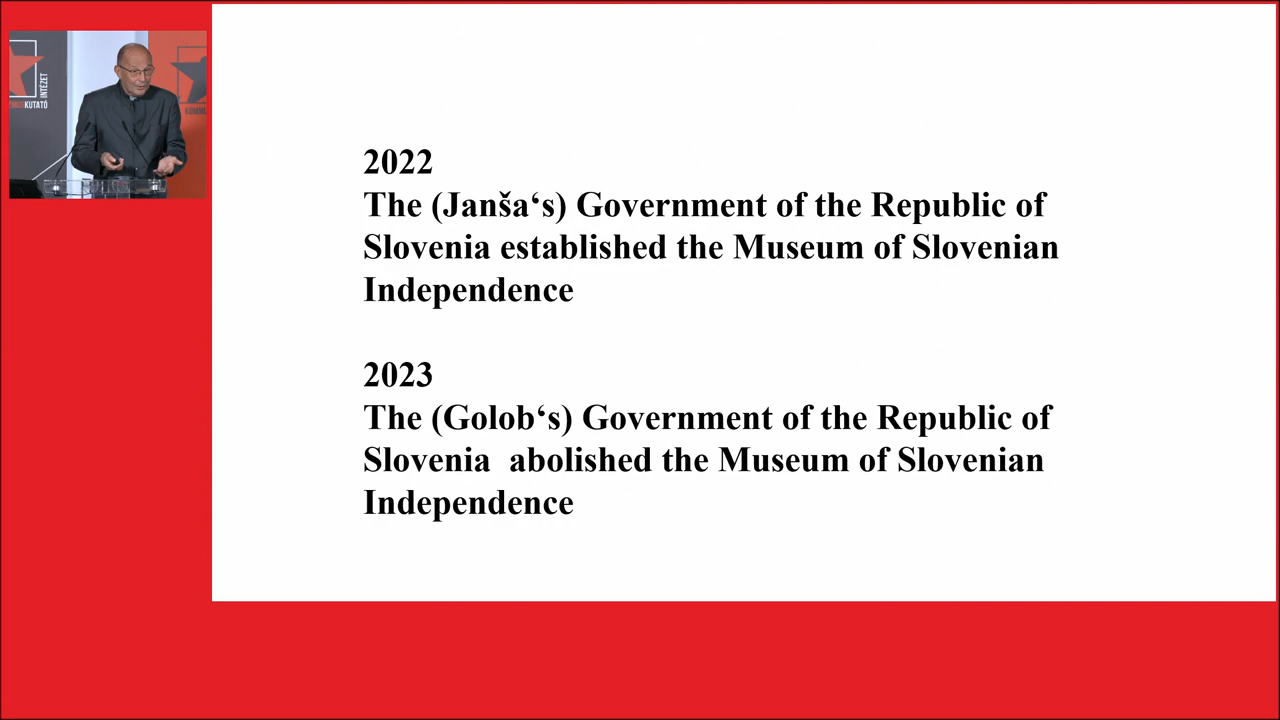 INTÉZET
KUTATÓ
2022
The (Janša‘s) Government of the Republic of
Slovenia established the Museum of Slovenian
Independence
2023
The (Golob‘s) Government of the Republic of
Slovenia  abolished the Museum of Slovenian
Independence